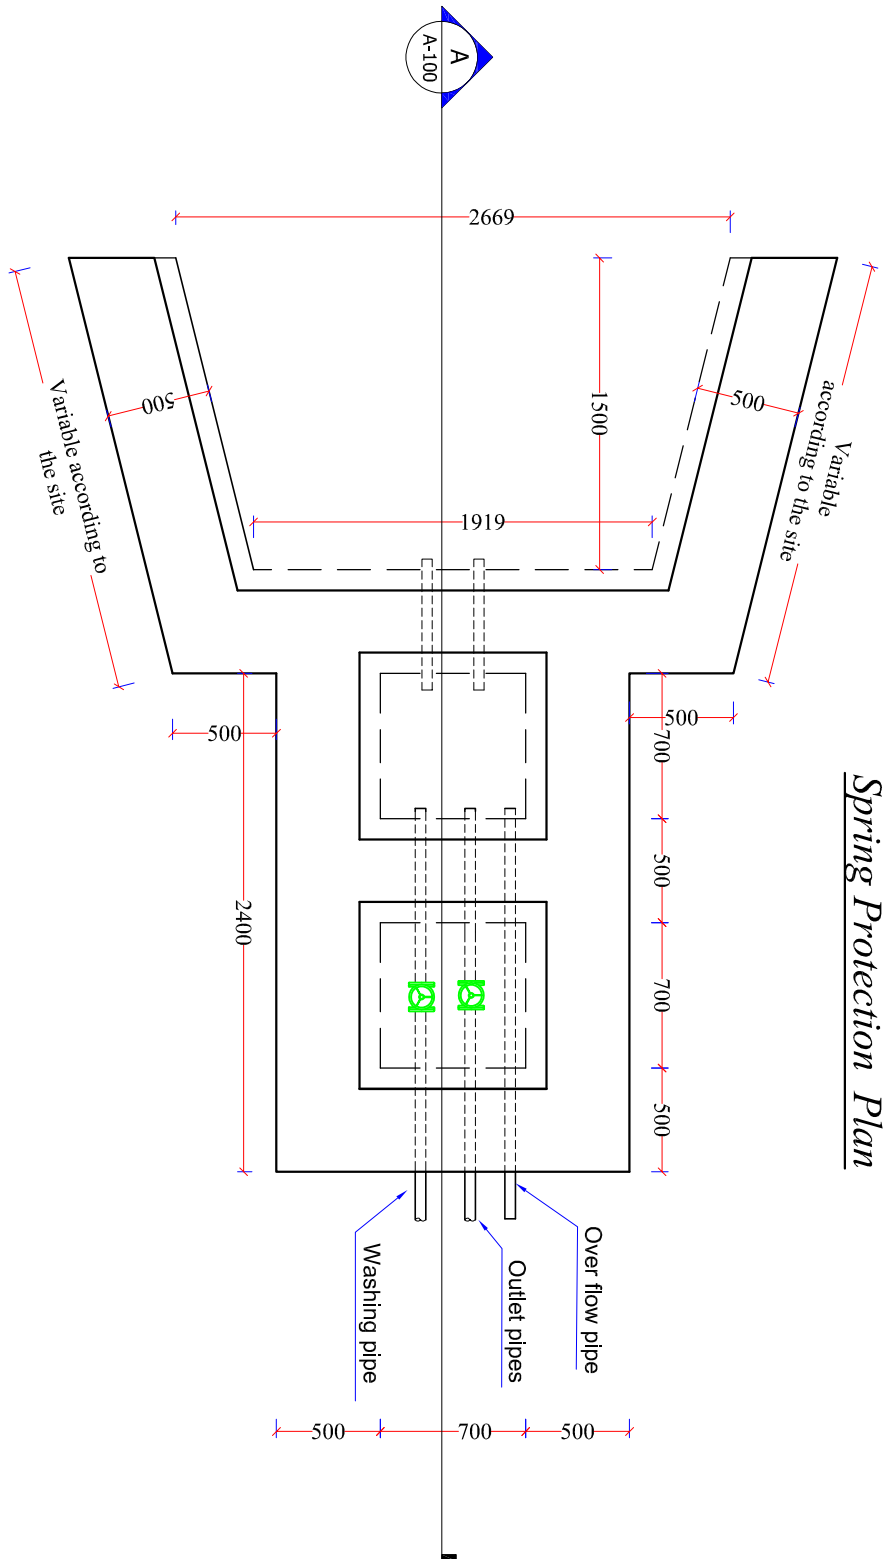 A
A-100
2669
1500
500
Variable
according to the site
500
Variable according to
the site
1919
500
500
700
500
700
500
2400
Spring Protection Plan
Over flow pipe
Outlet pipes
Washing pipe
500
700
500